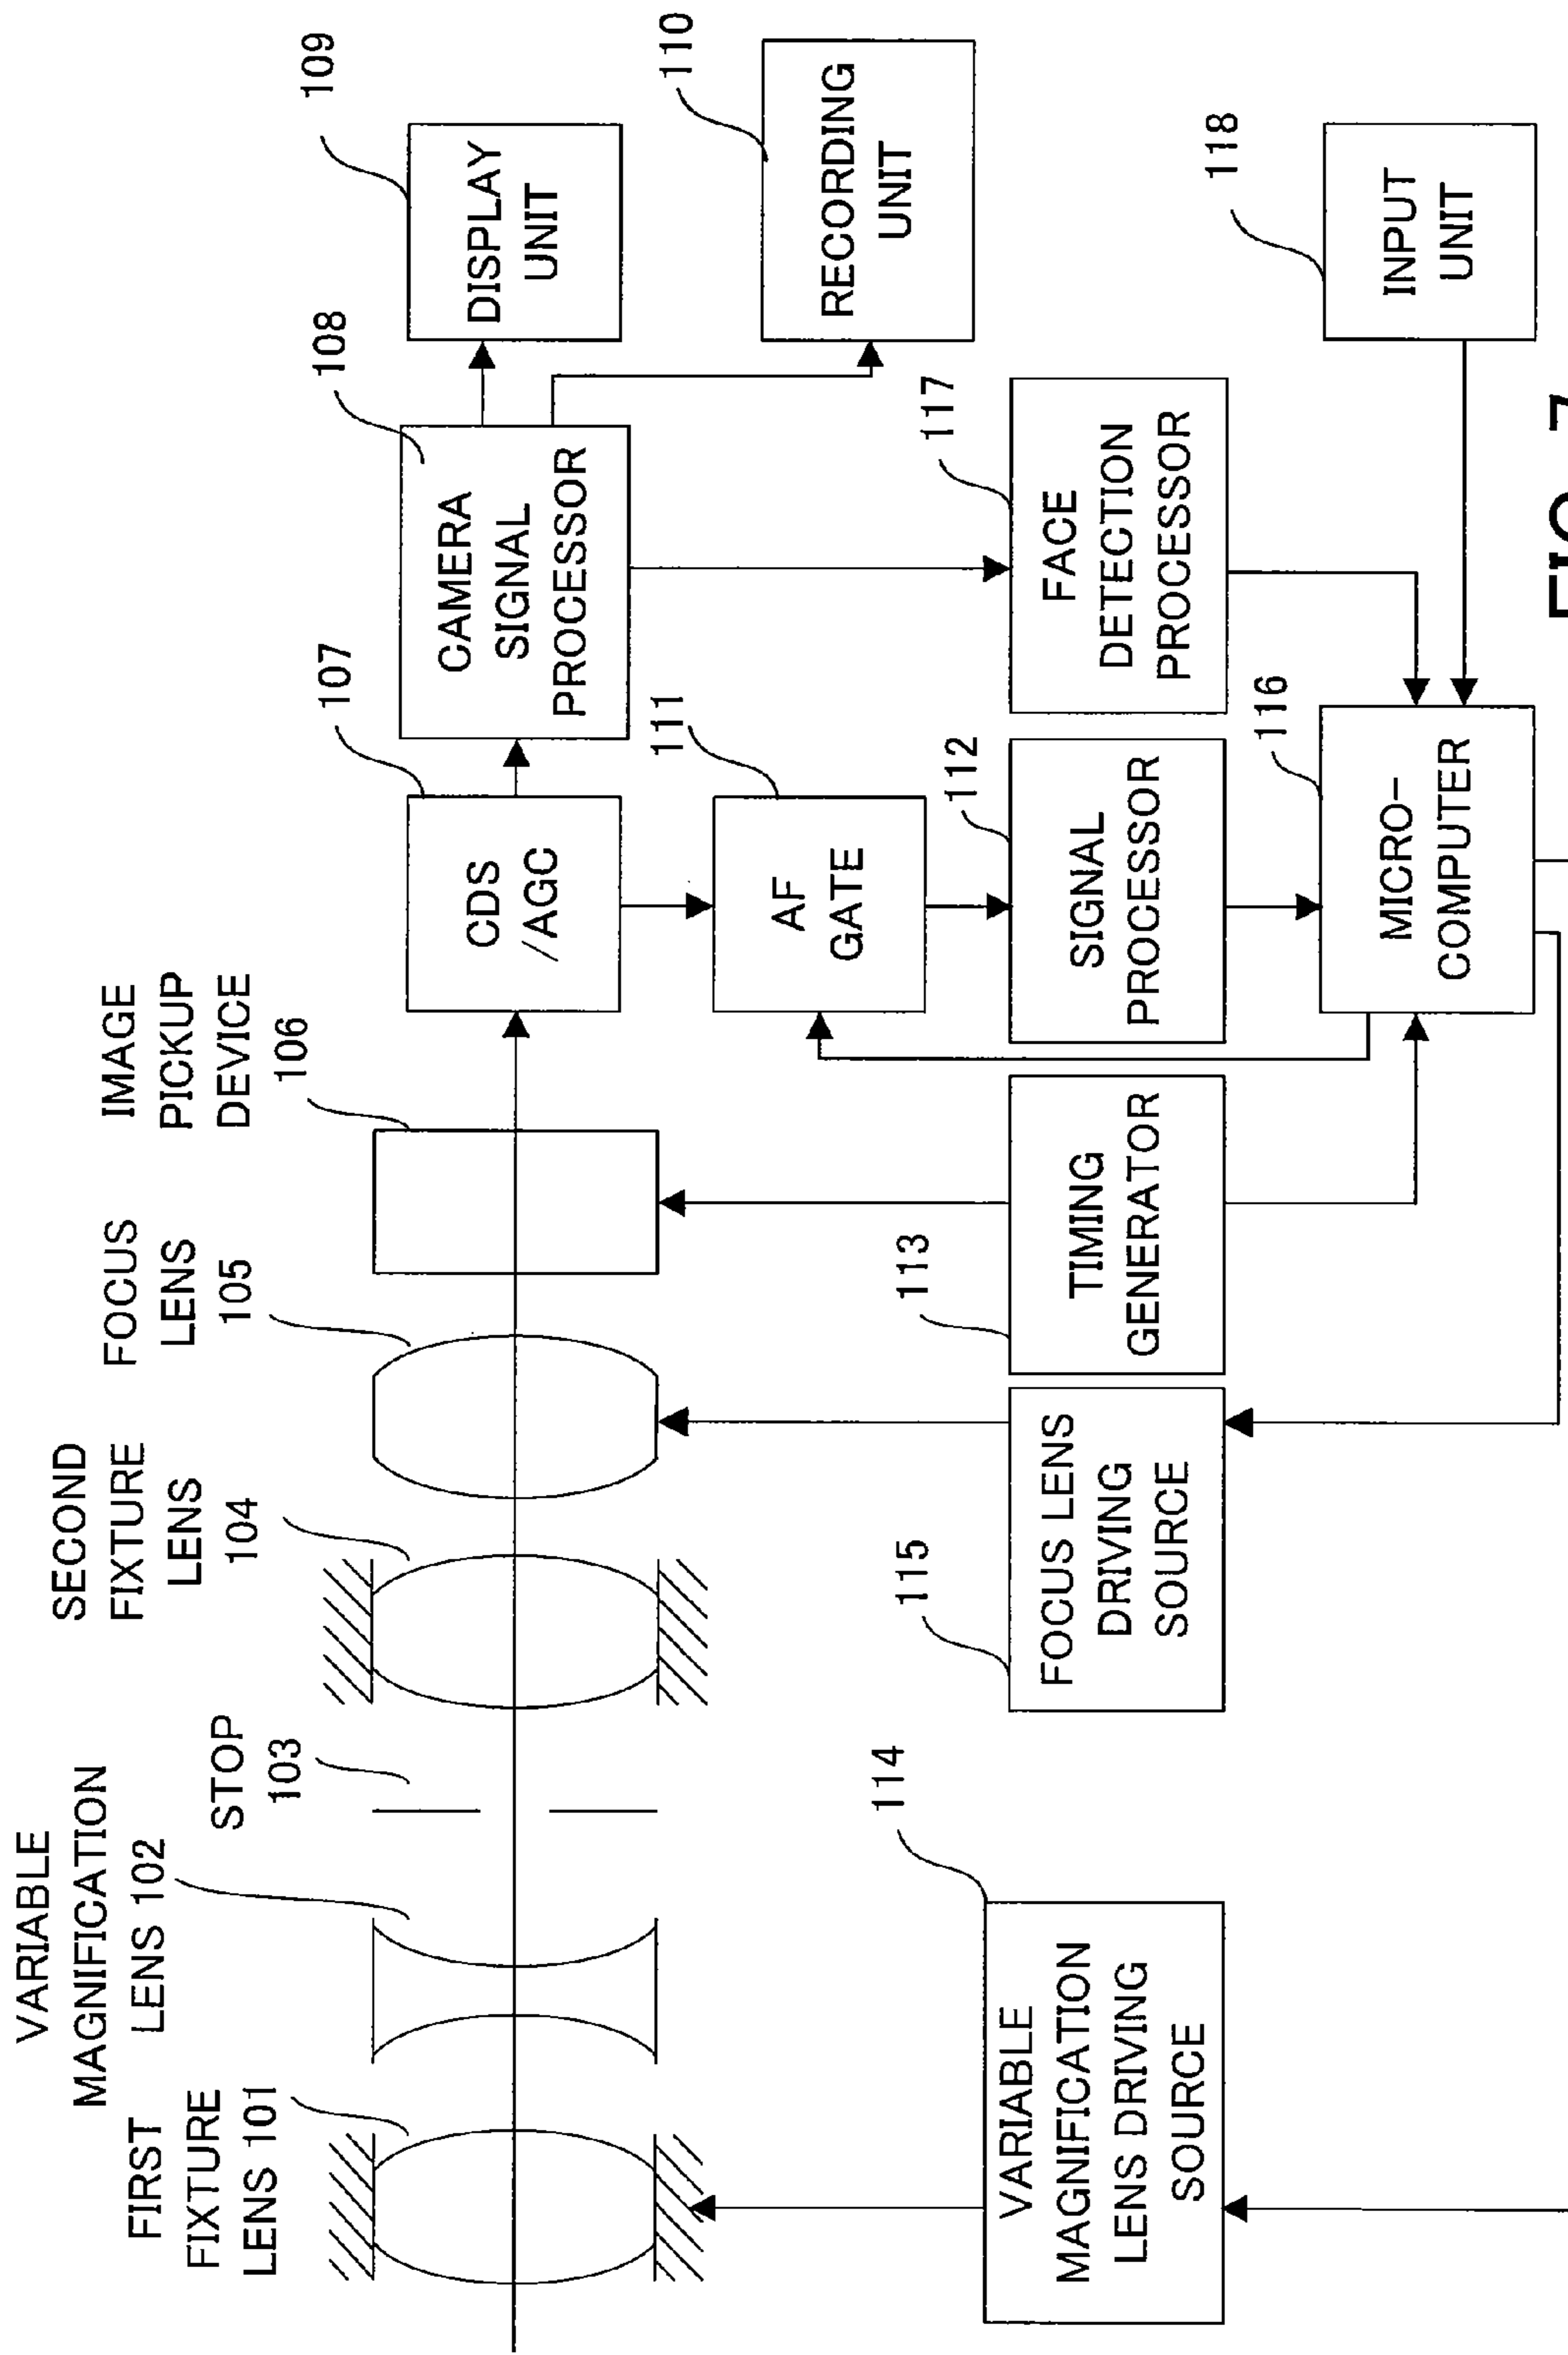 FIRST
FIXTURE
LENS 101
VARIABLE
MAGNIFICATION
LENS 102
STOP
103
SECOND
FIXTURE
LENS
104
FOCUS
LENS
105
IMAGE
PICKUP
DEVICE
106
107
CDS
/AGC
108
CAMERA
SIGNAL
PROCESSOR
109
DISPLAY
UNIT
110
RECORDING
UNIT
111
AF
GATE
112
SIGNAL
PROCESSOR
117
FACE
DETECTION
PROCESSOR
114
VARIABLE
MAGNIFICATION
LENS DRIVING
SOURCE
115
FOCUS LENS
DRIVING
SOURCE
113
TIMING
GENERATOR
116
MICRO-
COMPUTER
118
INPUT
UNIT